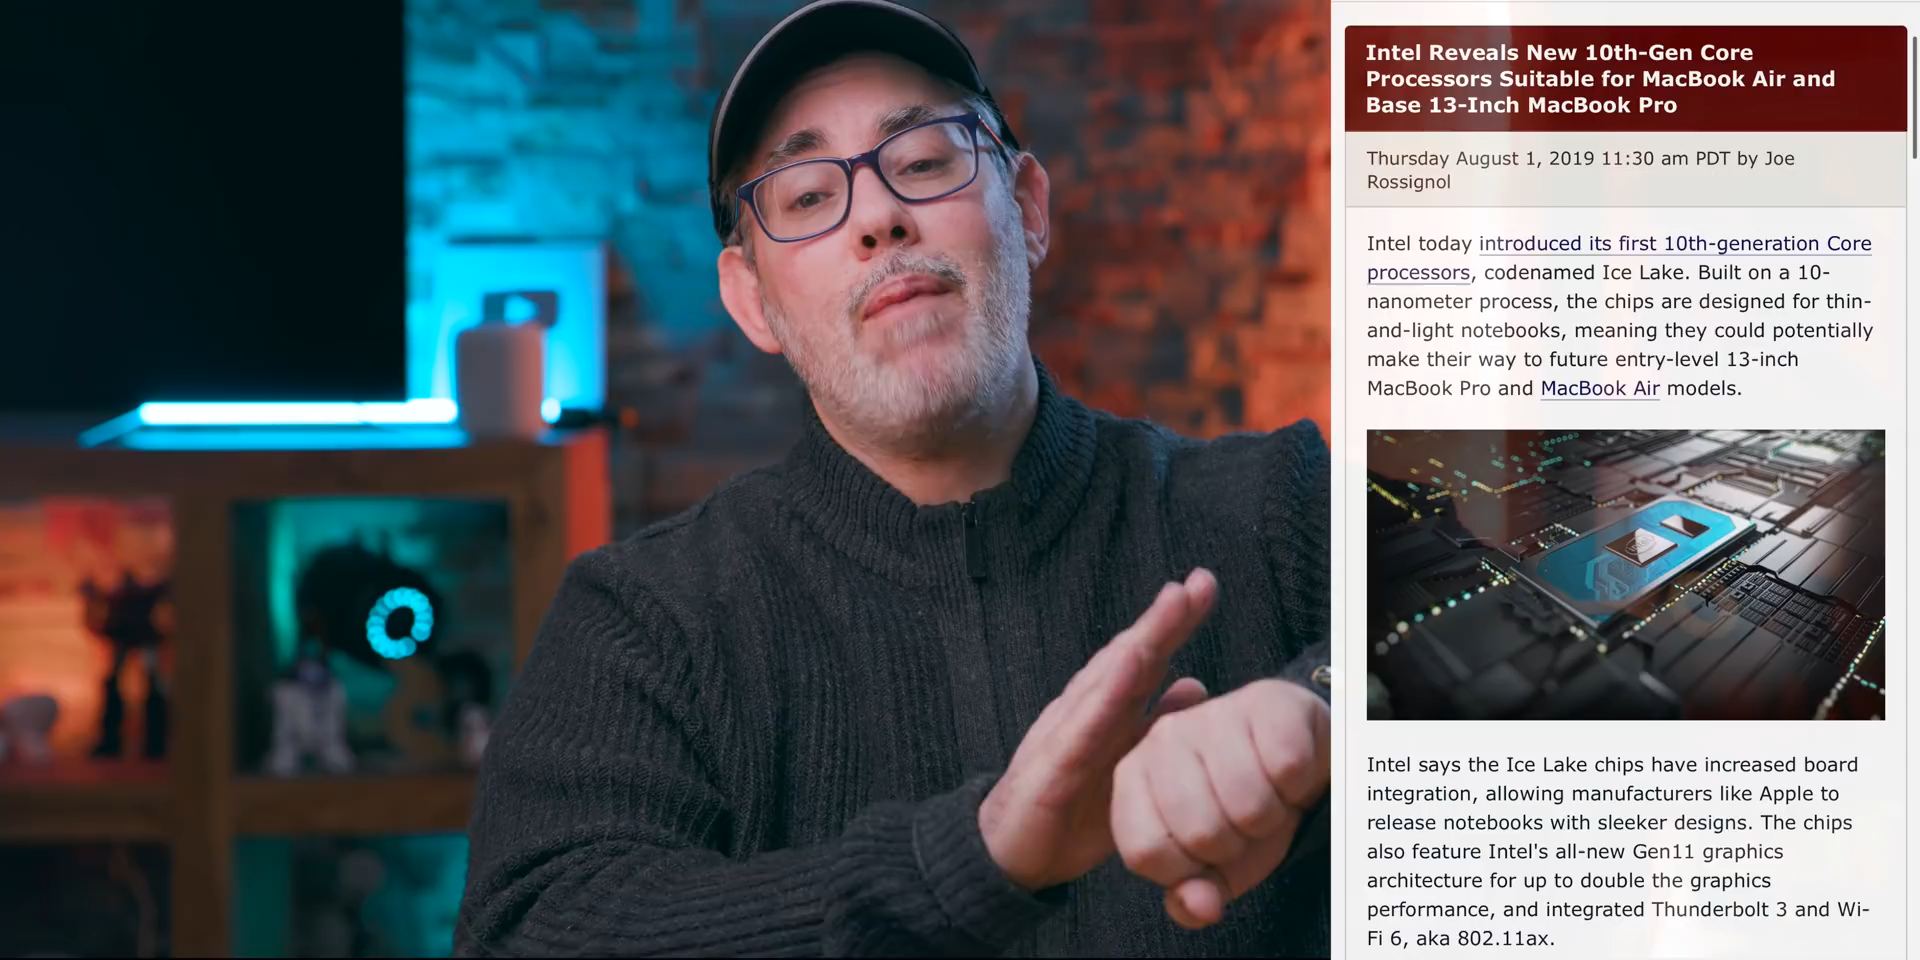 Intel Reveals New 10th-Gen Core
Processors Suitable for MacBook Air and
Base 13-Inch MacBook Pro
Thursday August 1, 2019 11:30 am PDT by Joe
Rossignol
Intel today introduced its first 10th-generation Core
processors, codenamed Ice Lake. Built on a 10-
nanometer process, the chips are designed for thin-
and-light notebooks, meaning they could potentially
make their way to future entry-level 13-inch
MacBook Pro and MacBook Air models.
Intel says the Ice Lake chips have increased board
integration, allowing manufacturers like Apple to
release notebooks with sleeker designs. The chips
also feature Intel's all-new Gen11 graphics
architecture for up to double the graphics
performance, and integrated Thunderbolt 3 and Wi-
Fi 6, aka 802.11ax.